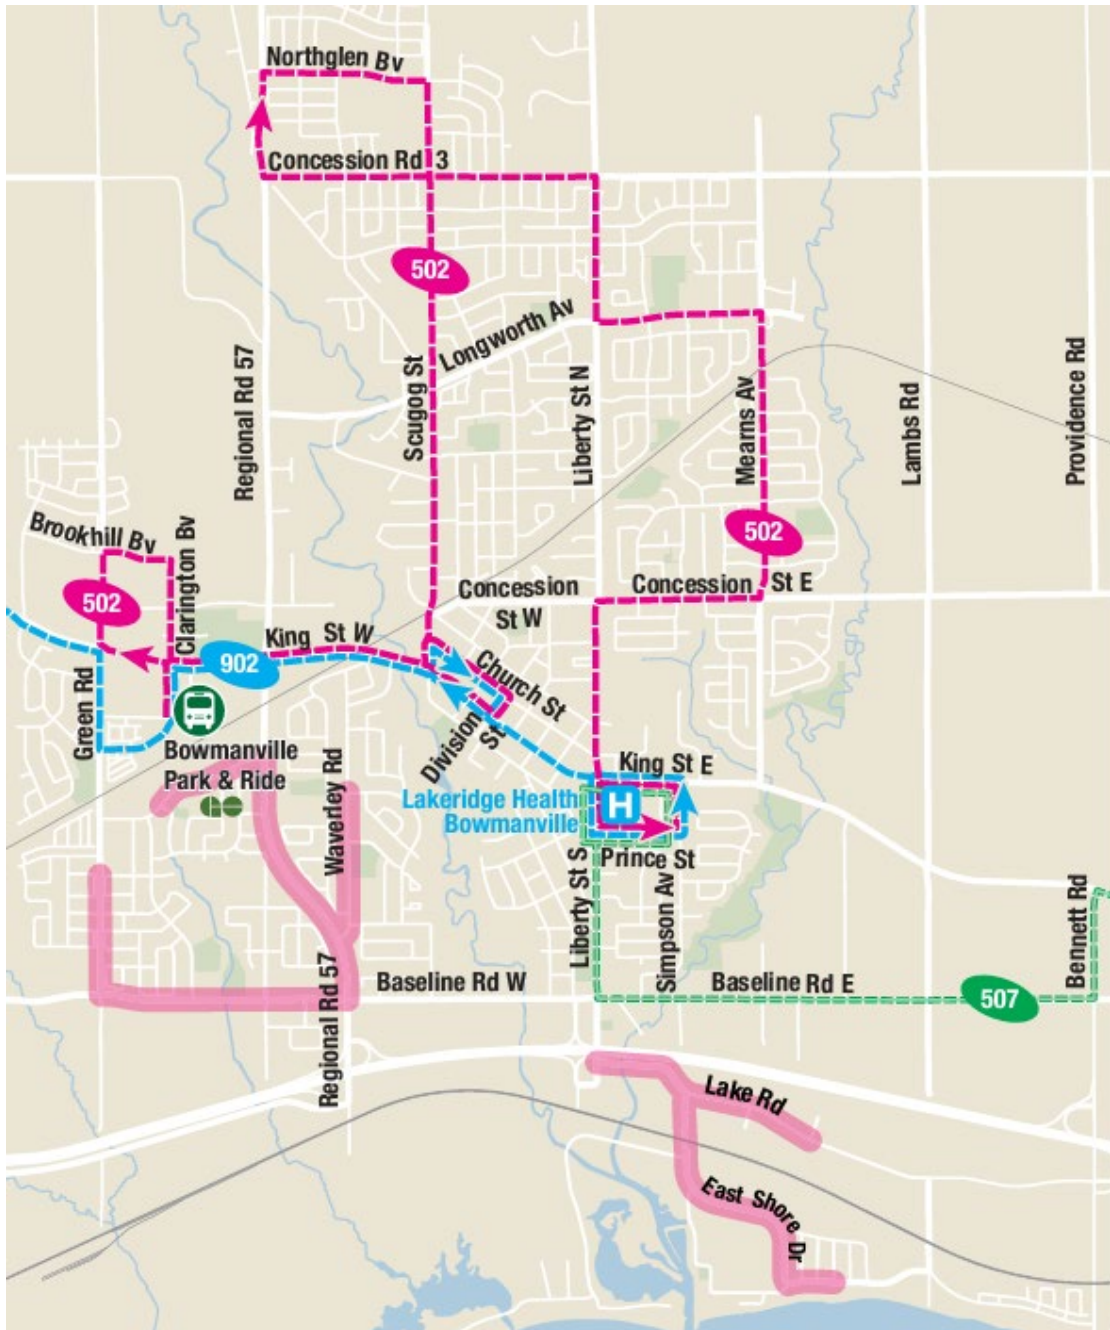 Northglen Bv
Concession Rd 3
502
Longworth Av
Regional Rd 57
Scugog St
Liberty St N
Mearns Av
Lambs Rd
Providence Rd
Brookhill Bv
Clarington Bv
502
502
Concession
St W
Concession St E
King St W
902
Church St
Green Rd
Division
St
Bowmanville
Park & Ride
GO
Waverley Rd
King St E
Lakeridge Health
Bowmanville
H
Prince St
Liberty St S
Simpson Av
Bennett Rd
Regional Rd 57
Baseline Rd W
Baseline Rd E
507
Lake Rd
East Shore Dr